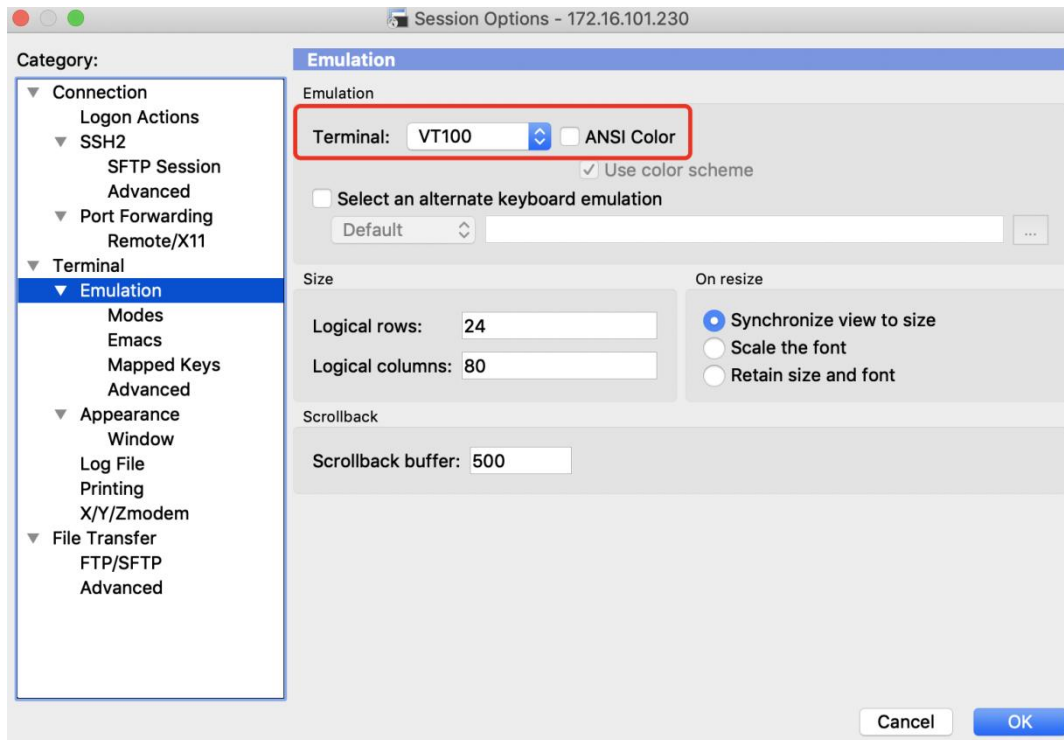 Session Options - 172.16.101.230
Category:
Connection
Logon Actions
SSH2
SFTP Session
Advanced
Port Forwarding
Remote/X11
Terminal
Emulation
Modes
Emacs
Mapped Keys
Advanced
Appearance
Window
Log File
Printing
X/Y/Zmodem
File Transfer
FTP/SFTP
Advanced
Emulation
Emulation
Terminal: VT100 ANSI Color
Use color scheme
Select an alternate keyboard emulation
Default ...
Size
Logical rows: 24
Logical columns: 80
On resize
Synchronize view to size
Scale the font
Retain size and font
Scrollback
Scrollback buffer: 500
Cancel OK